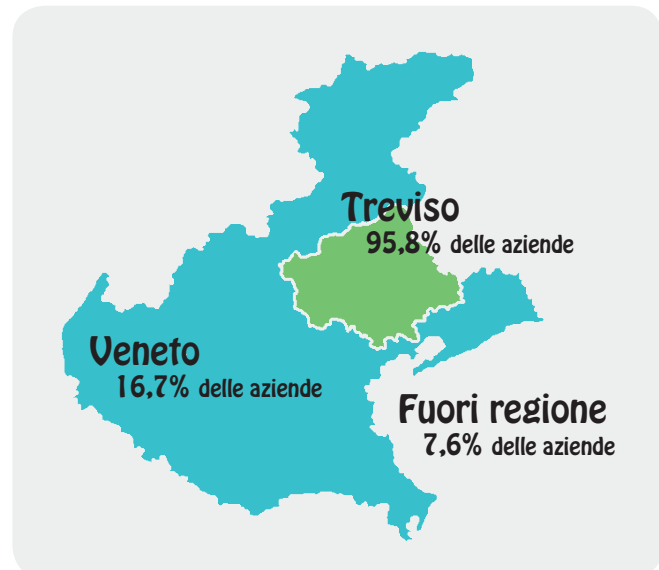 Treviso
95,8% delle aziende
Veneto
16,7% delle aziende
Fuori regione
7,6% delle aziende